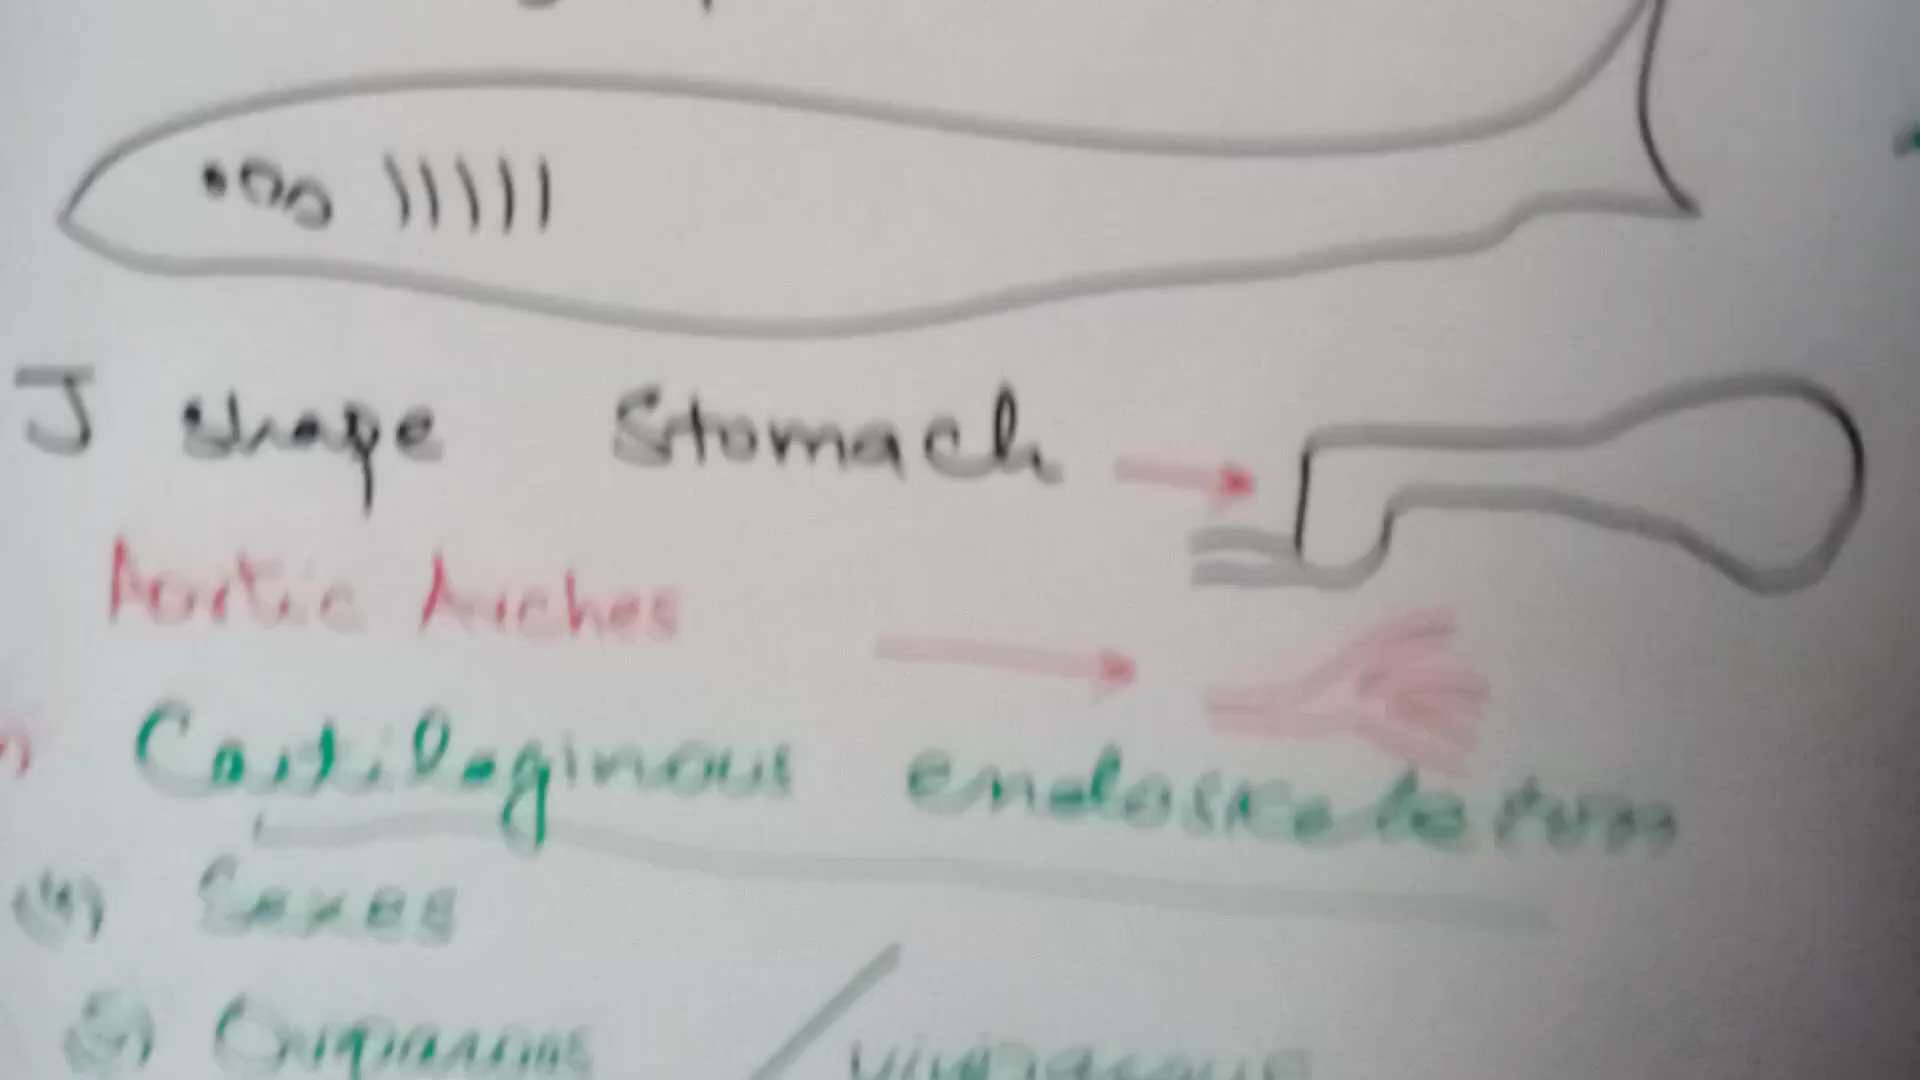 J shape Stomach
Aortic Arches
Cartilaginous endoskeleton
(4) Sexes
(5) Oviparous / viviparous